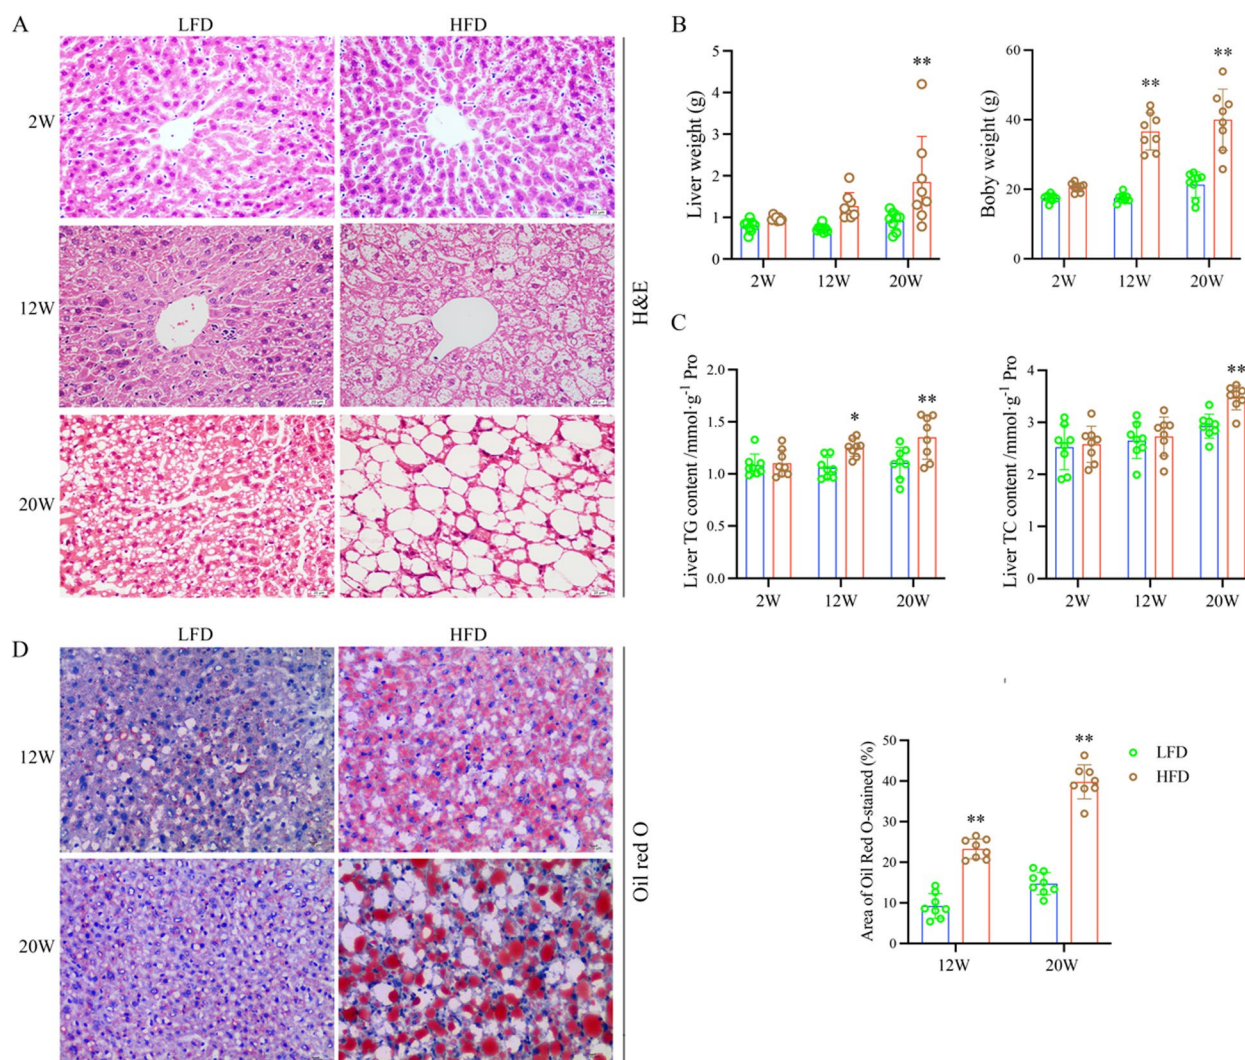 A
LFD HFD
2W
12W
20W
H&E
B
Liver weight (g)
5
4
3
2
1
0
2W 12W 20W
**
Boby weight (g)
60
40
20
0
2W 12W 20W
** **
C
Liver TG content /mmol·g⁻¹ Pro
2.0
1.5
1.0
0.5
0.0
2W 12W 20W
* **
Liver TC content /mmol·g⁻¹ Pro
4
3
2
1
0
2W 12W 20W
**
D
LFD HFD
12W
20W
Oil red O
Area of Oil Red O-stained (%)
50
40
30
20
10
0
12W 20W
** **
LFD
HFD